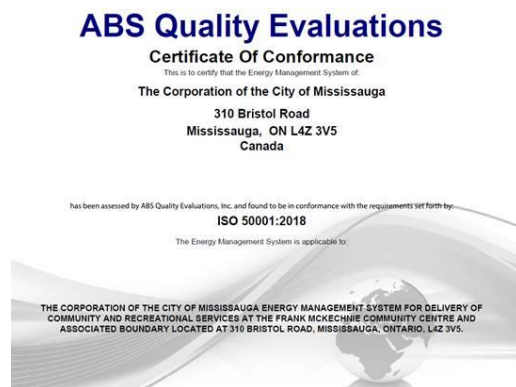 ABS Quality Evaluations
Certificate Of Conformance
This is to certify that the Energy Management System of:
The Corporation of the City of Mississauga
310 Bristol Road
Mississauga, ON L4Z 3V5
Canada
has been assessed by ABS Quality Evaluations, Inc. and found to be in conformance with the requirements set forth by:
ISO 50001:2018
The Energy Management System is applicable to:
THE CORPORATION OF THE CITY OF MISSISSAUGA ENERGY MANAGEMENT SYSTEM FOR DELIVERY OF
COMMUNITY AND RECREATIONAL SERVICES AT THE FRANK MCKECHNIE COMMUNITY CENTRE AND
ASSOCIATED BOUNDARY LOCATED AT 310 BRISTOL ROAD, MISSISSAUGA, ONTARIO, L4Z 3V5.